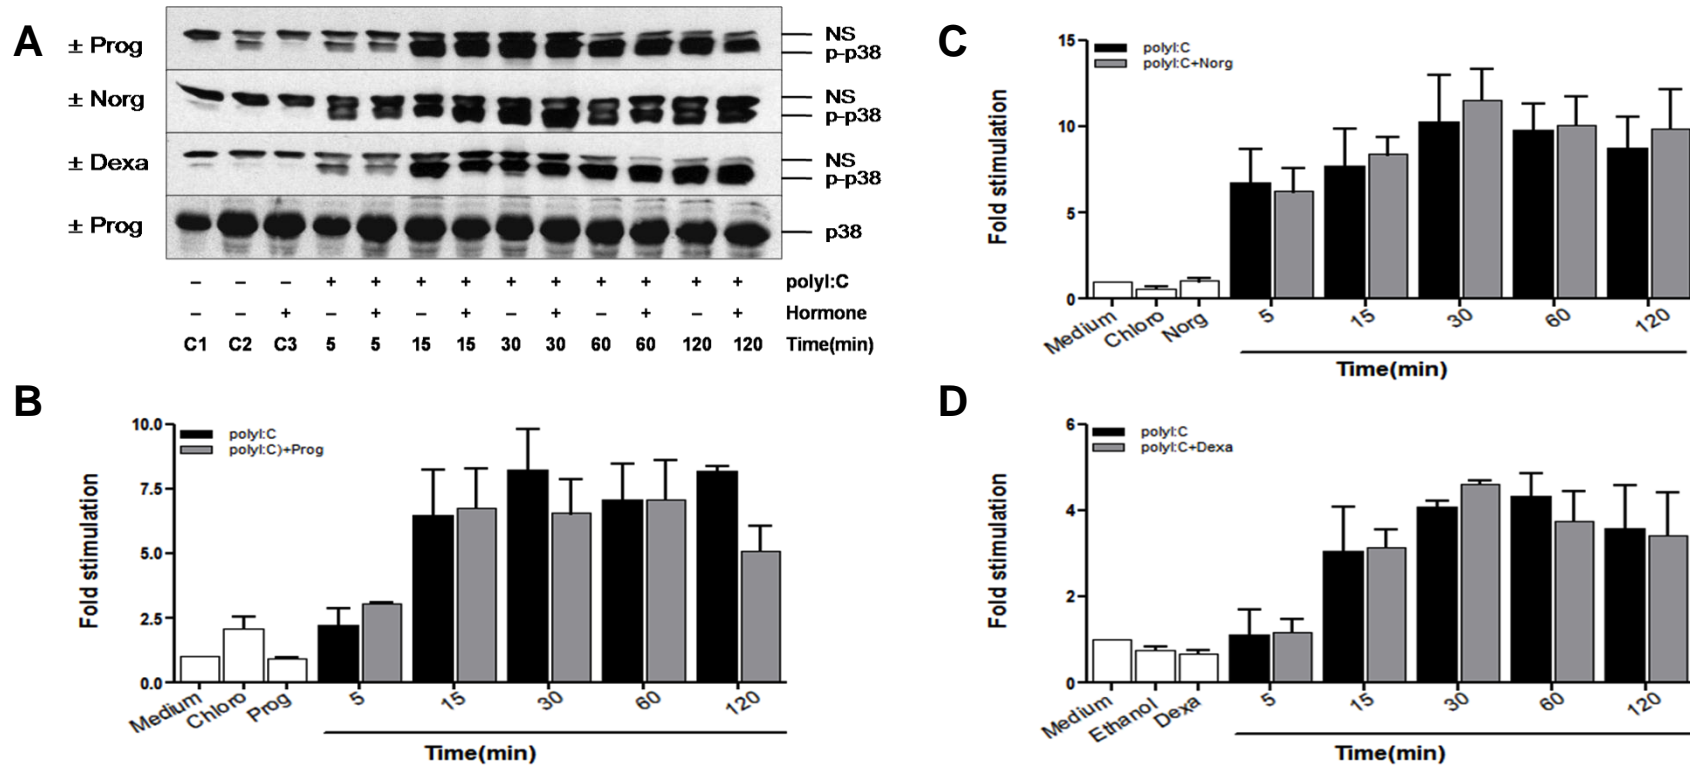 A
± Prog
NS
p-p38
± Norg
NS
p-p38
± Dexa
NS
p-p38
± Prog
p38
– – – + + + + + + + + + + polyI:C
– – + – + – + – + – + – + Hormone
C1 C2 C3 5 5 15 15 30 30 60 60 120 120 Time(min)
B
10.0
7.5
5.0
2.5
0.0
Fold stimulation
polyI:C
polyI:C)+Prog
Medium Chloro Prog 5 15 30 60 120
Time(min)
C
15
10
5
0
Fold stimulation
polyI:C
polyI:C+Norg
Medium Chloro Norg 5 15 30 60 120
Time(min)
D
6
4
2
0
Fold stimulation
polyI:C
polyI:C+Dexa
Medium Ethanol Dexa 5 15 30 60 120
Time(min)